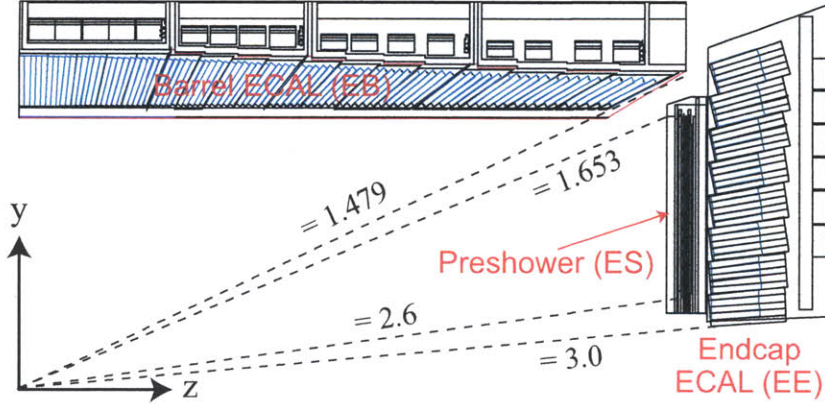 Barrel ECAL (EB)
= 1.479
= 1.653
y
Preshower (ES)
= 2.6
= 3.0
z
Endcap
ECAL (EE)